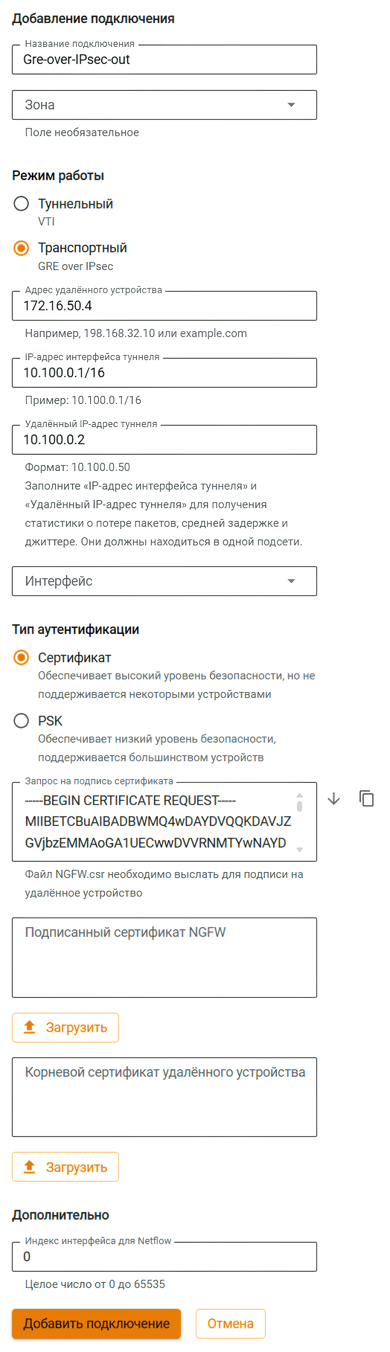 Добавление подключения
Название подключения
Gre-over-IPsec-out
Зона
Поле необязательное
Режим работы
Туннельный
VTI
Транспортный
GRE over IPsec
Адрес удалённого устройства
172.16.50.4
Например, 198.168.32.10 или example.com
IP-адрес интерфейса туннеля
10.100.0.1/16
Пример: 10.100.0.1/16
Удалённый IP-адрес туннеля
10.100.0.2
Формат: 10.100.0.50
Заполните «IP-адрес интерфейса туннеля» и
«Удалённый IP-адрес туннеля» для получения
статистики о потере пакетов, средней задержке и
джиттере. Они должны находиться в одной подсети.
Интерфейс
Тип аутентификации
Сертификат
Обеспечивает высокий уровень безопасности, но не
поддерживается некоторыми устройствами
PSK
Обеспечивает низкий уровень безопасности,
поддерживается большинством устройств
Запрос на подпись сертификата
-----BEGIN CERTIFICATE REQUEST-----
MIIBETCBuAIBADBWMQ4wDAYDVQQKDAVJZ
GVjbzEMMAoGA1UECwwDVVRNMTYwNAYD
Файл NGFW.csr необходимо выслать для подписи на
удалённое устройство
Подписанный сертификат NGFW
Загрузить
Корневой сертификат удалённого устройства
Загрузить
Дополнительно
Индекс интерфейса для Netflow
0
Целое число от 0 до 65535
Добавить подключение
Отмена